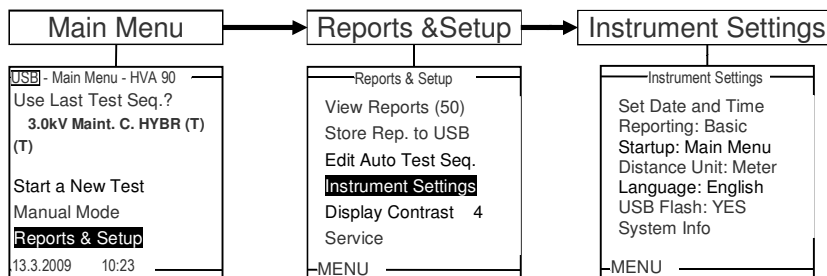 Main Menu
Reports &Setup
Instrument Settings
USB - Main Menu - HVA 90
Use Last Test Seq.?
3.0kV Maint. C. HYBR (T)
(T)
Start a New Test
Manual Mode
Reports & Setup
13.3.2009 10:23
Reports & Setup
View Reports (50)
Store Rep. to USB
Edit Auto Test Seq.
Instrument Settings
Display Contrast 4
Service
MENU
Instrument Settings
Set Date and Time
Reporting: Basic
Startup: Main Menu
Distance Unit: Meter
Language: English
USB Flash: YES
System Info
MENU